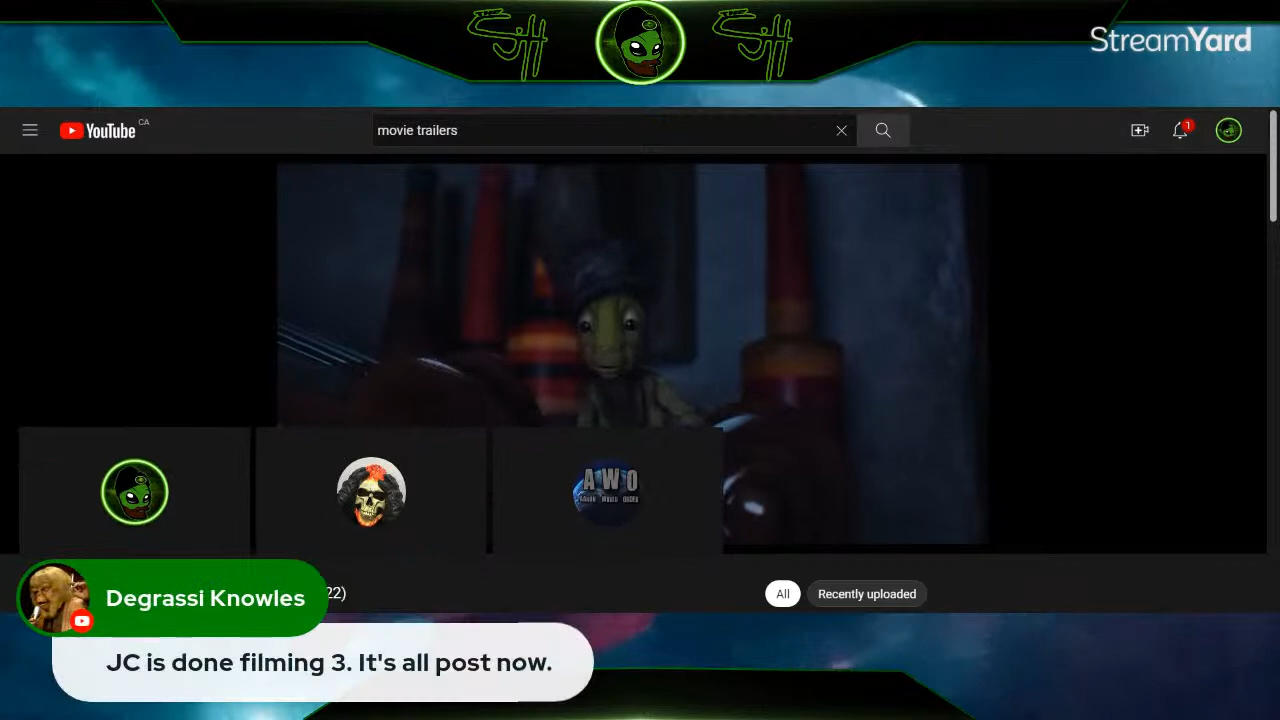 StreamYard
YouTube CA
movie trailers
1
AWO
Degrassi Knowles
22)
All
Recently uploaded
JC is done filming 3. It's all post now.